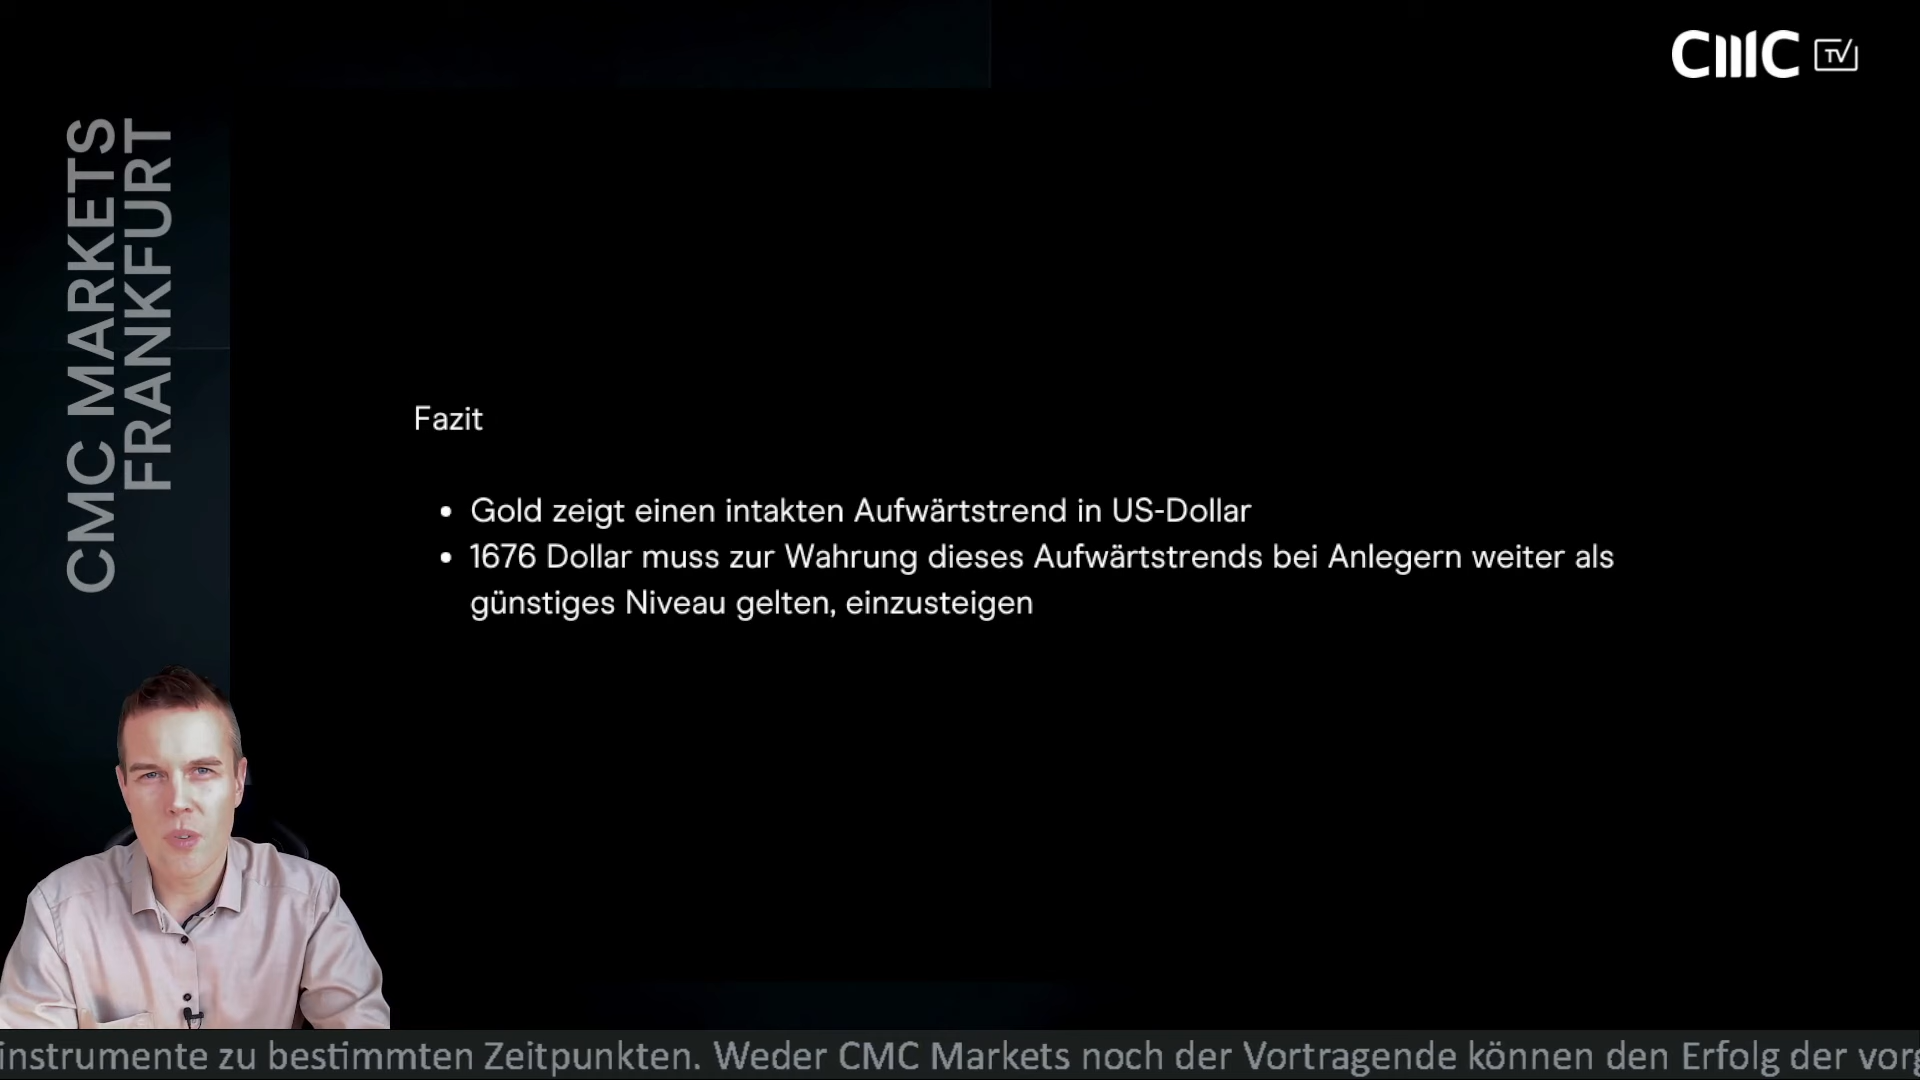 CMC TV
CMC MARKETS
FRANKFURT
Fazit
• Gold zeigt einen intakten Aufwärtstrend in US-Dollar
• 1676 Dollar muss zur Wahrung dieses Aufwärtstrends bei Anlegern weiter als
günstiges Niveau gelten, einzusteigen
instrumente zu bestimmten Zeitpunkten. Weder CMC Markets noch der Vortragende können den Erfolg der vorg